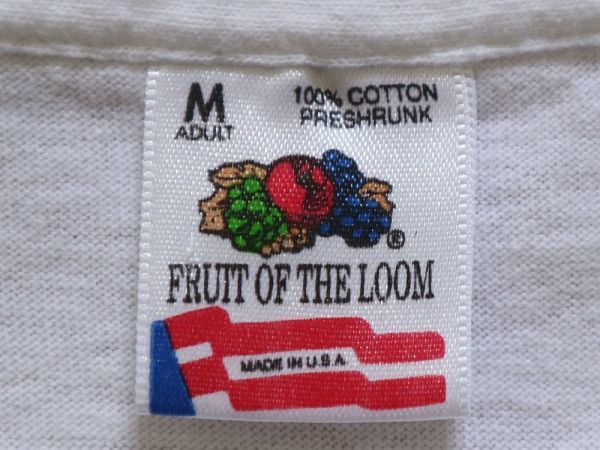 M
ADULT
100% COTTON
PRESHRUNK
®
FRUIT OF THE LOOM
MADE IN U.S.A.